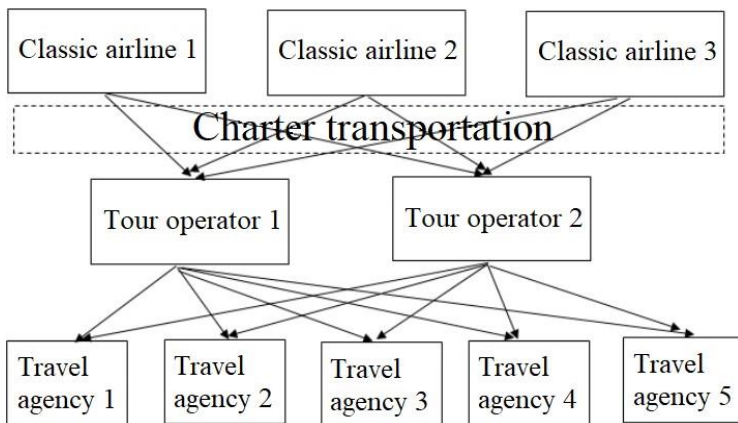 Classic airline 1
Classic airline 2
Classic airline 3
Charter transportation
Tour operator 1
Tour operator 2
Travel
agency 1
Travel
agency 2
Travel
agency 3
Travel
agency 4
Travel
agency 5